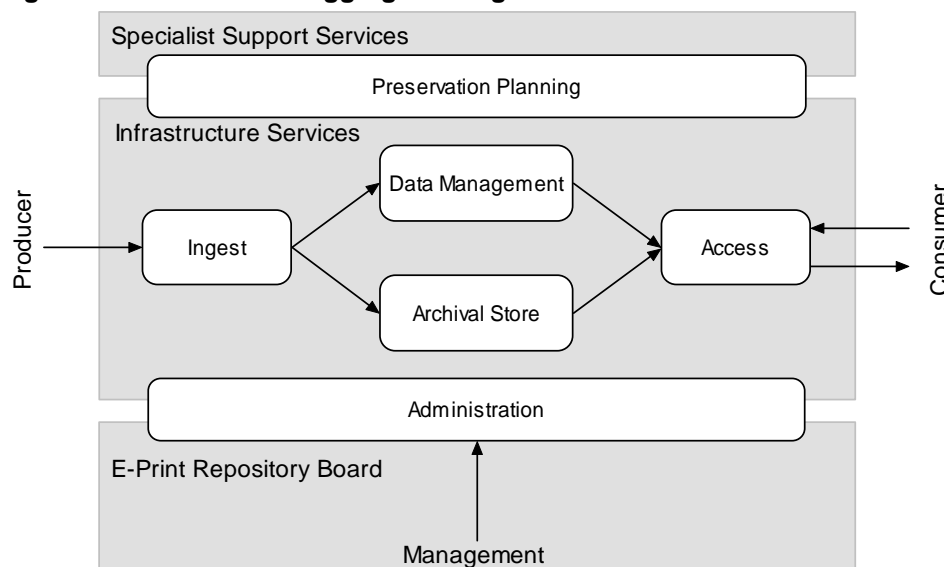 Specialist Support Services
Preservation Planning
Infrastructure Services
Data Management
Producer
Ingest
Access
Consumer
Archival Store
Administration
E-Print Repository Board
Management